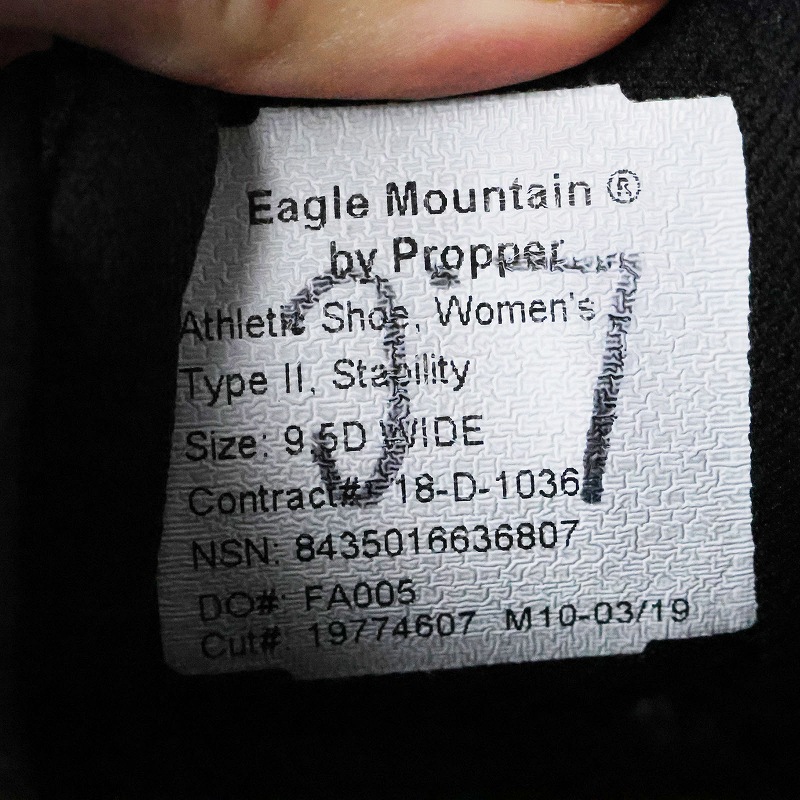 Eagle Mountain ®
by Propper
Athletic Shoe, Women's
Type II, Stability
Size: 9.5D WIDE
Contract#: 18-D-1036
NSN: 8435016636807
DO#: FA005
Cut#: 19774607 M10-03/19